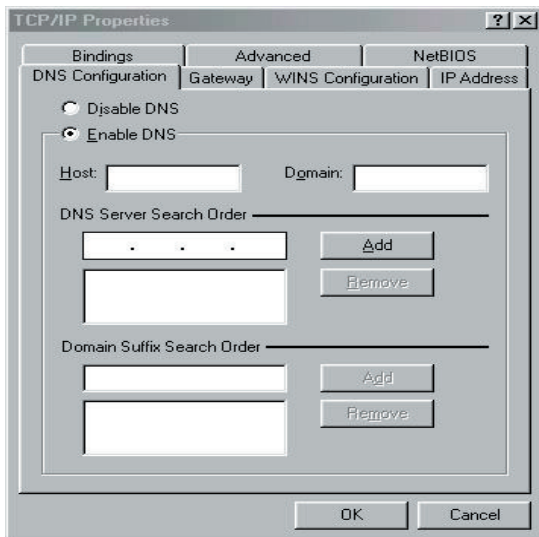 TCP/IP Properties
Bindings Advanced NetBIOS
DNS Configuration Gateway WINS Configuration IP Address
Disable DNS
Enable DNS
Host: Domain:
DNS Server Search Order
. . . Add
Remove
Domain Suffix Search Order
Add
Remove
OK Cancel